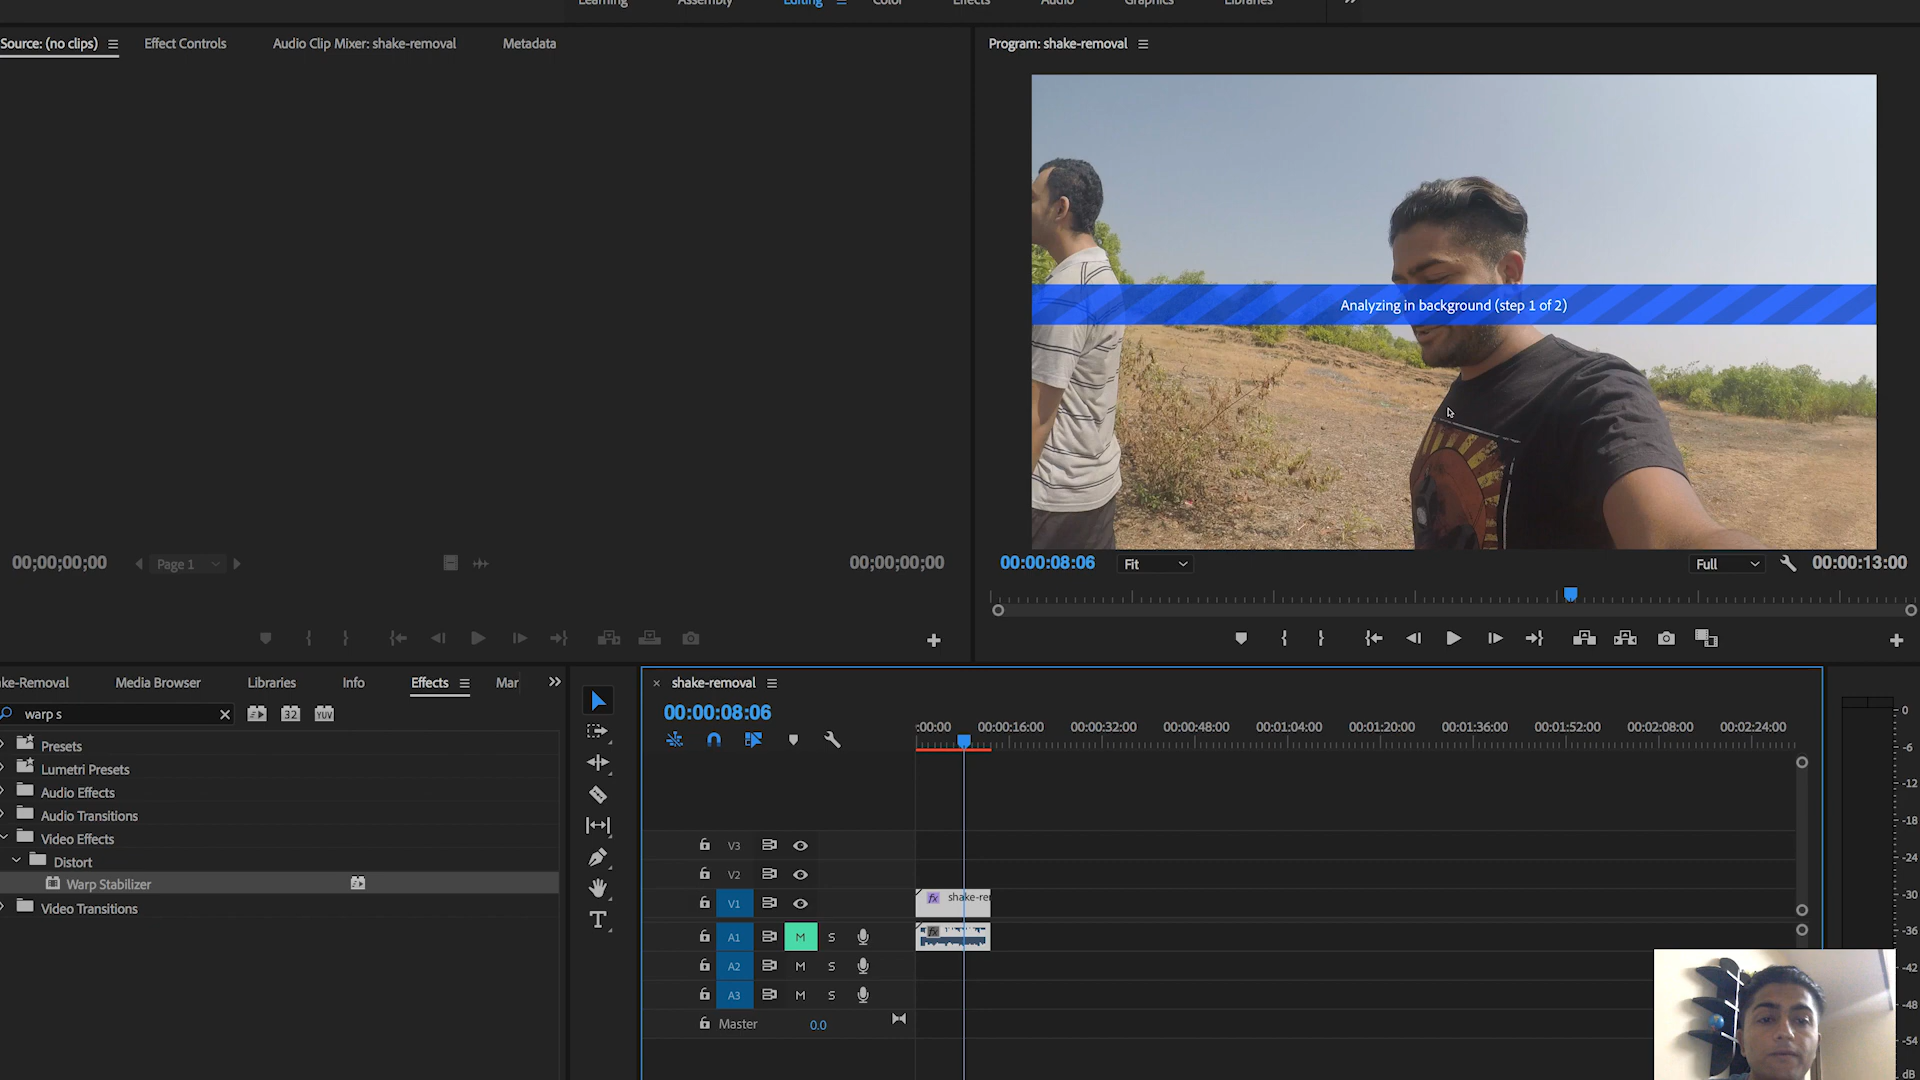 Learning Assembly Editing Color Effects Audio Graphics Libraries
Source: (no clips) Effect Controls Audio Clip Mixer: shake-removal Metadata
Program: shake-removal
Analyzing in background (step 1 of 2)
00;00;00;00 Page 1 00;00;00;00
00:00:08:06 Fit Full 00:00:13:00
ke-Removal Media Browser Libraries Info Effects Mar
warp s
32 YUV
Presets
Lumetri Presets
Audio Effects
Audio Transitions
Video Effects
Distort
Warp Stabilizer
Video Transitions
shake-removal
00:00:08:06
:00:00 00:00:16:00 00:00:32:00 00:00:48:00 00:01:04:00 00:01:20:00 00:01:36:00 00:01:52:00 00:02:08:00 00:02:24:00
V3
V2
V1 fx shake-re
A1 M S fx
A2 M S
A3 M S
Master 0.0
0
-6
-12
-18
-24
-30
-36
-42
-48
-54
dB